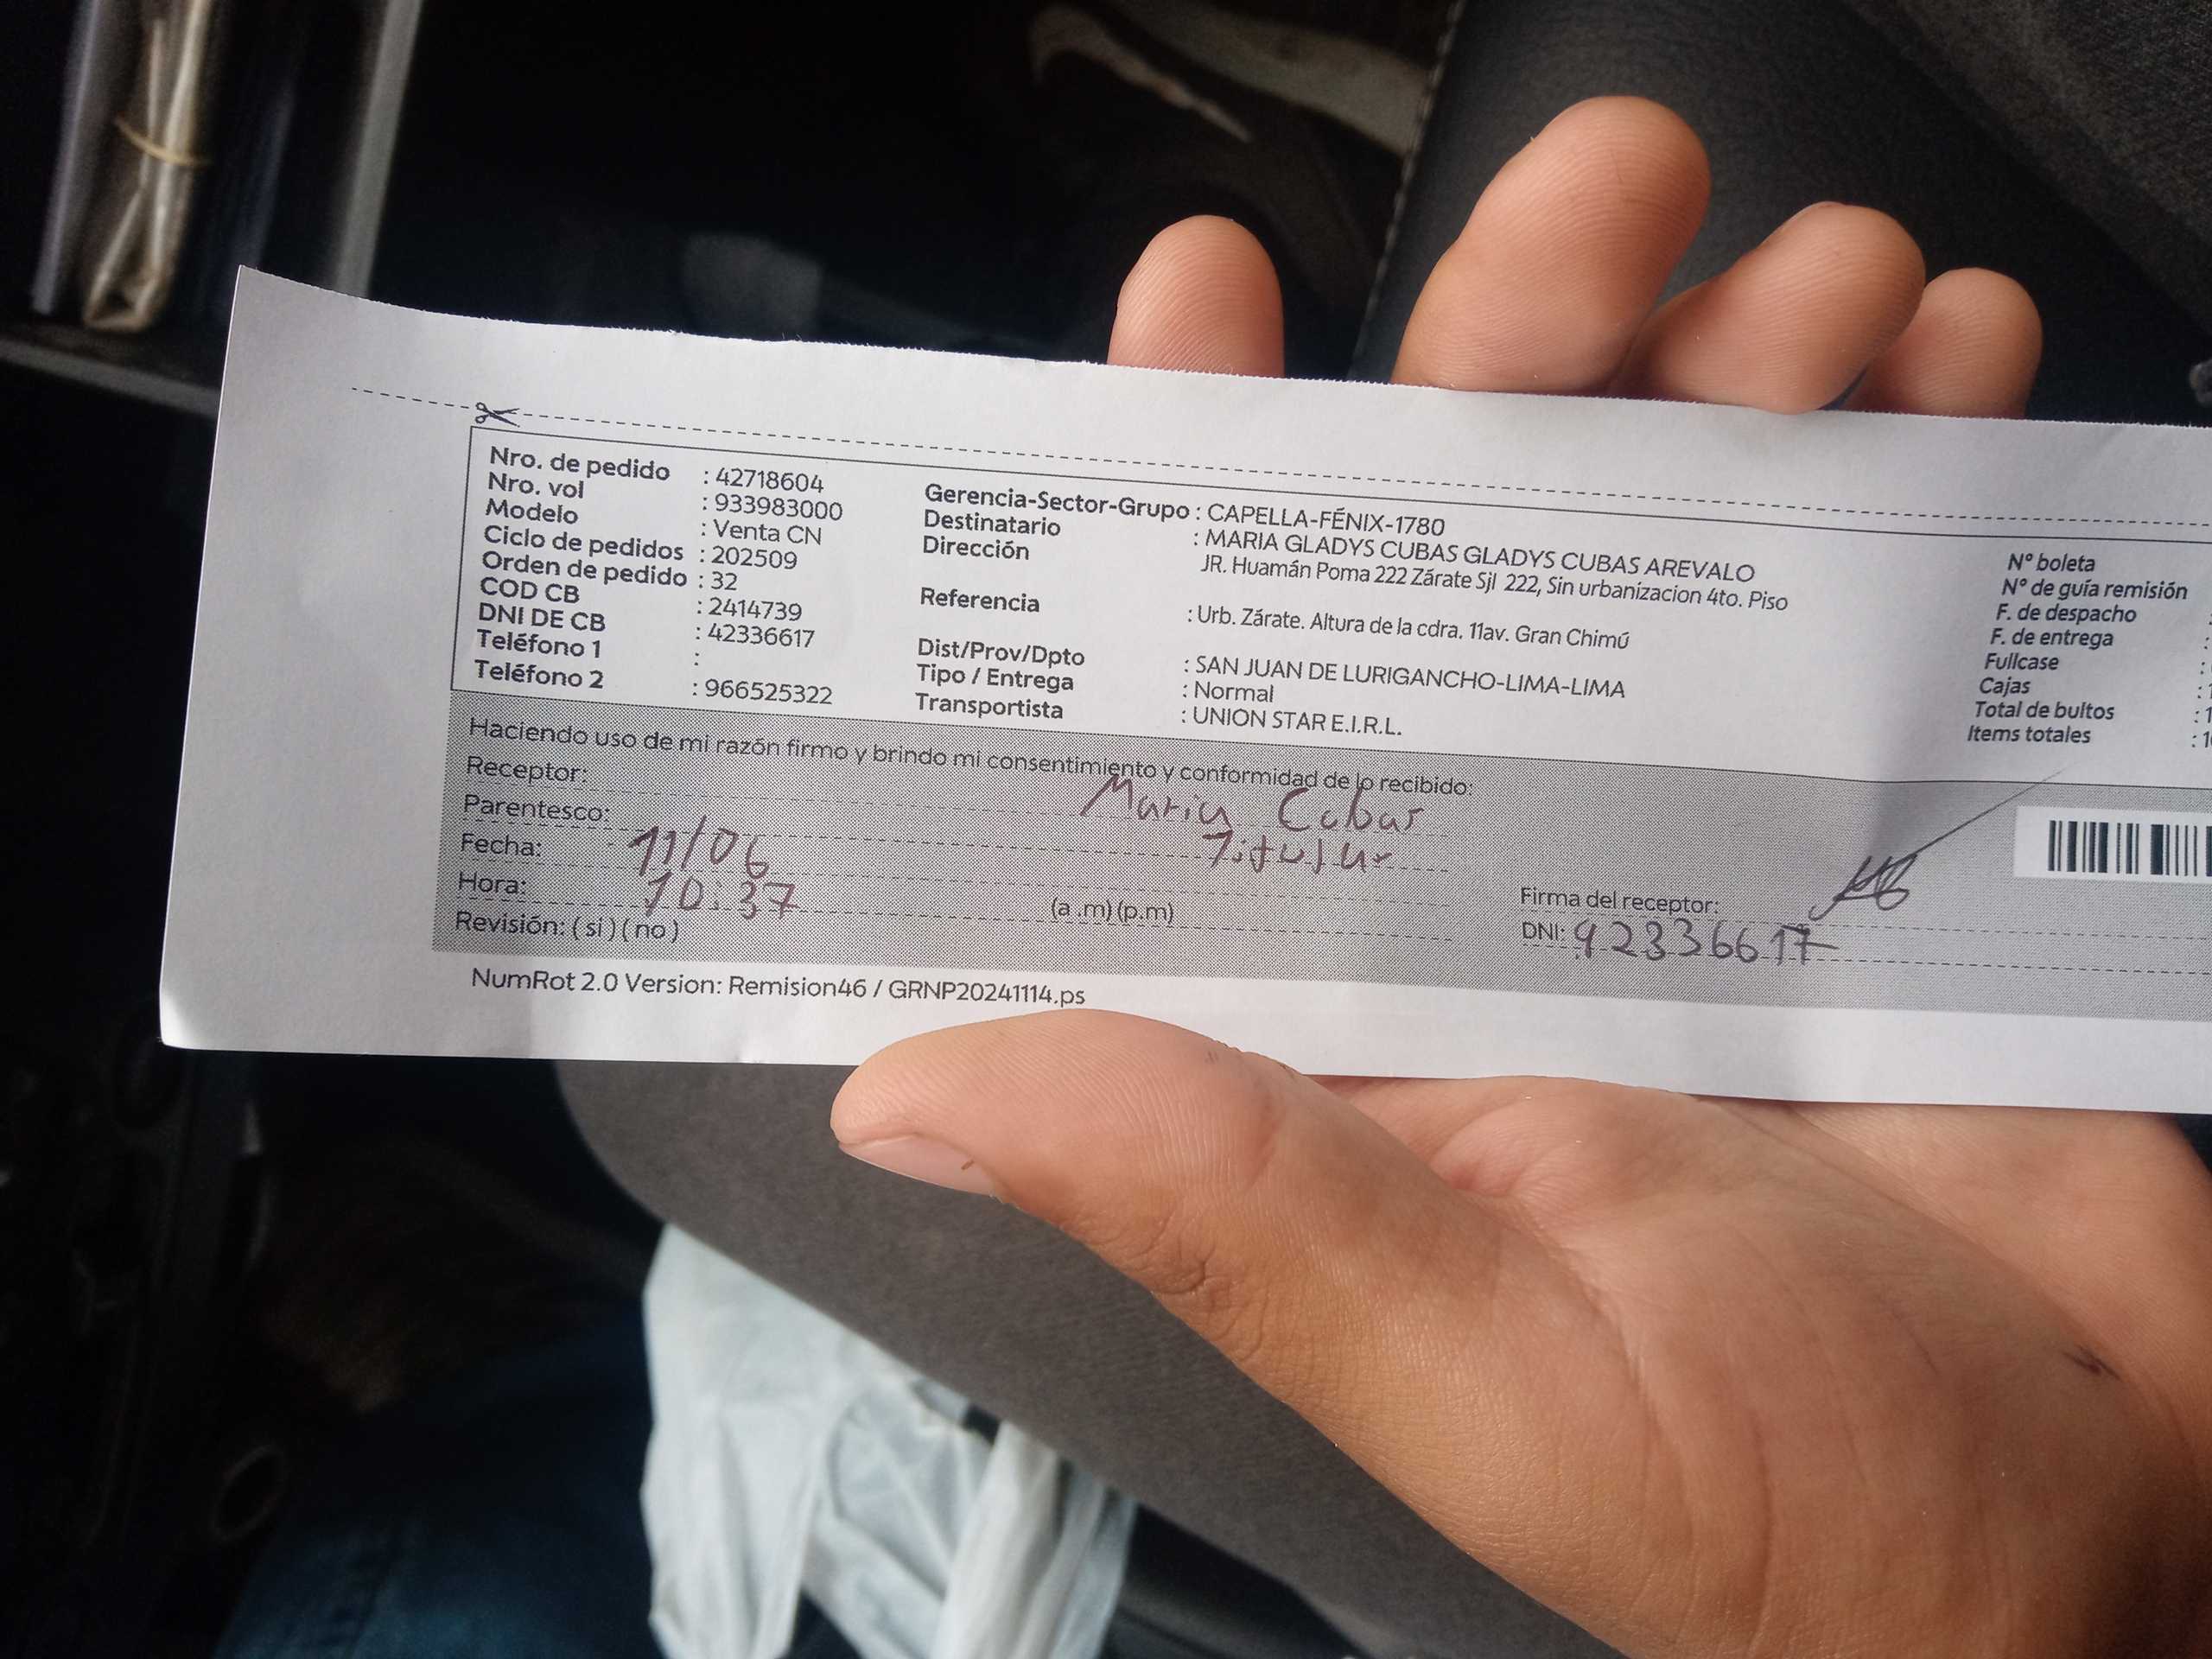 Nro. de pedido : 42718604
Nro. vol : 933983000
Modelo : Venta CN
Ciclo de pedidos : 202509
Orden de pedido : 32
COD CB : 2414739
DNI DE CB : 42336617
Teléfono 1 :
Teléfono 2 : 966525322
Gerencia-Sector-Grupo : CAPELLA-FÉNIX-1780
Destinatario : MARIA GLADYS CUBAS GLADYS CUBAS AREVALO
Dirección JR. Huamán Poma 222 Zárate Sjl 222, Sin urbanizacion 4to. Piso
Referencia : Urb. Zárate. Altura de la cdra. 11av. Gran Chimú
Dist/Prov/Dpto : SAN JUAN DE LURIGANCHO-LIMA-LIMA
Tipo / Entrega : Normal
Transportista : UNION STAR E.I.R.L.
N° boleta
N° de guía remisión
F. de despacho
F. de entrega :
Fullcase :
Cajas : 1
Total de bultos : 1
Items totales : 1
Haciendo uso de mi razón firmo y brindo mi consentimiento y conformidad de lo recibido:
Receptor: Maria Cubas
Parentesco: Titular
Fecha: 11/06
Hora: 10:37 (a .m) (p.m)
Revisión: ( si ) ( no )
Firma del receptor:
DNI: 42336617
NumRot 2.0 Version: Remision46 / GRNP20241114.ps